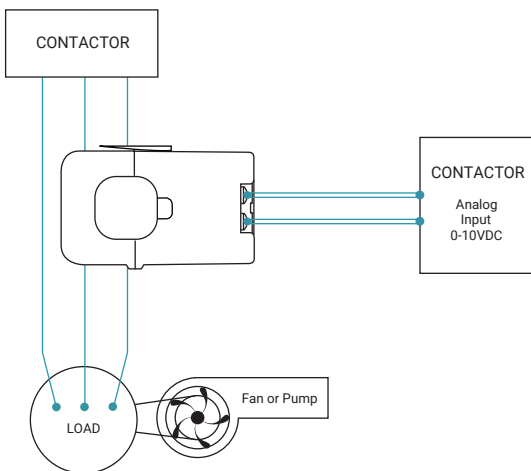 CONTACTOR
CONTACTOR
Analog
Input
0-10VDC
Fan or Pump
LOAD